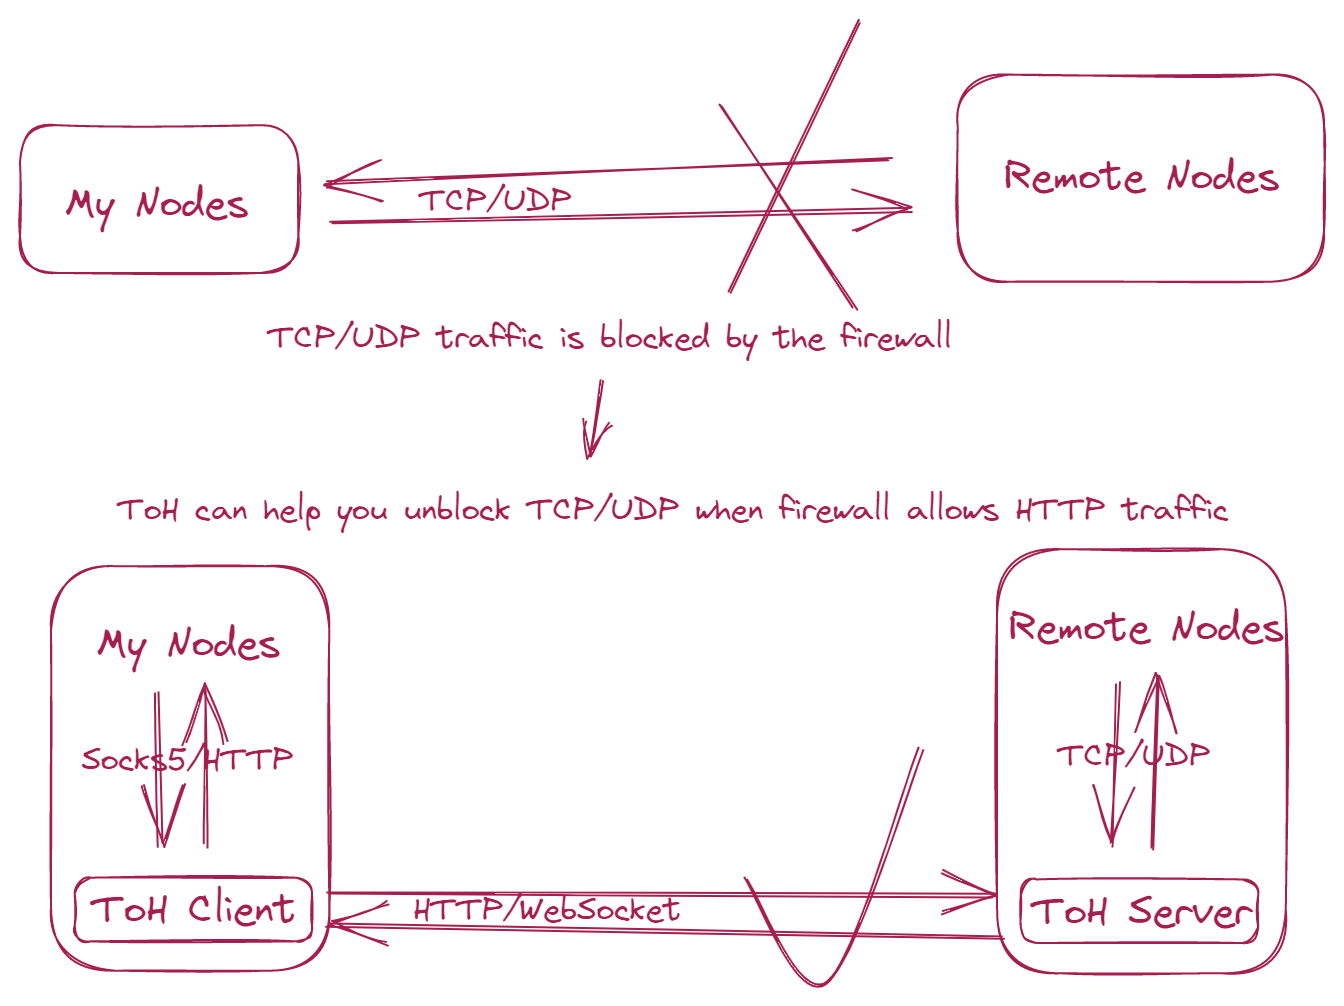 My Nodes
TCP/UDP
Remote Nodes
TCP/UDP traffic is blocked by the firewall
ToH can help you unblock TCP/UDP when firewall allows HTTP traffic
My Nodes
Remote Nodes
Socks5/HTTP
TCP/UDP
ToH Client
HTTP/WebSocket
ToH Server